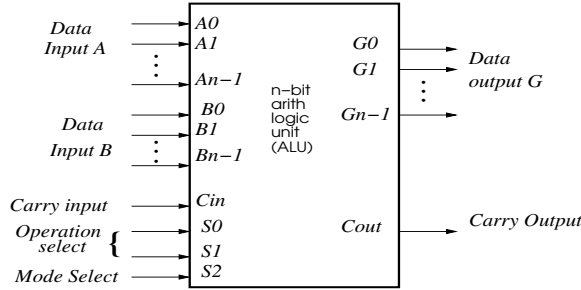 Data
Input A
A0
A1
An−1
Data
Input B
B0
B1
Bn−1
Carry input
Cin
Operation
select
{
S0
S1
Mode Select
S2
n−bit
arith
logic
unit
(ALU)
G0
G1
Gn−1
Data
output G
Cout
Carry Output